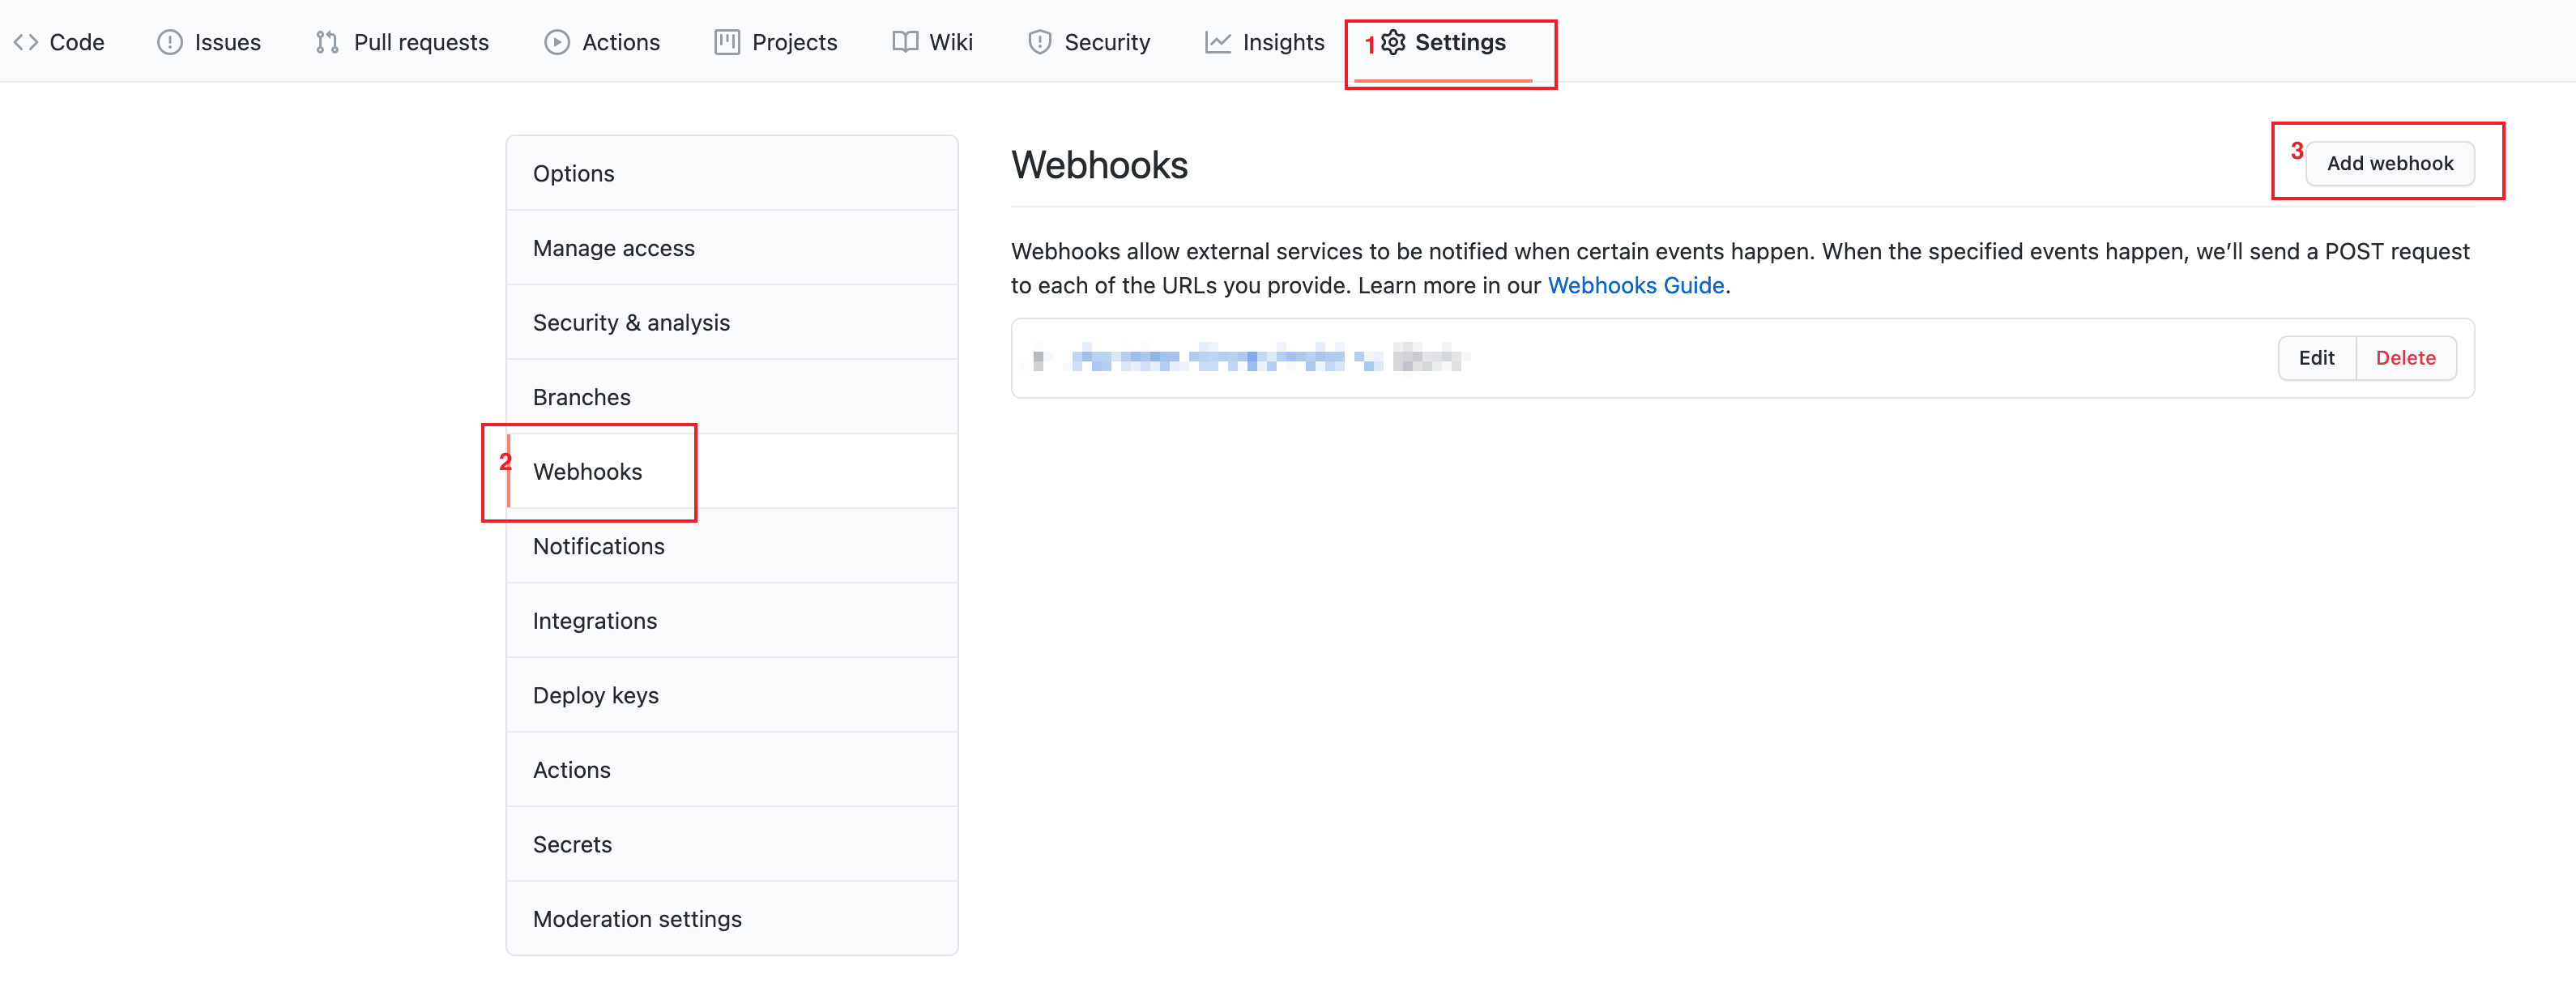 Code Issues Pull requests Actions Projects Wiki Security Insights 1 Settings
Options
Manage access
Security & analysis
Branches
2 Webhooks
Notifications
Integrations
Deploy keys
Actions
Secrets
Moderation settings
Webhooks
3 Add webhook
Webhooks allow external services to be notified when certain events happen. When the specified events happen, we’ll send a POST request
to each of the URLs you provide. Learn more in our Webhooks Guide.
Edit Delete